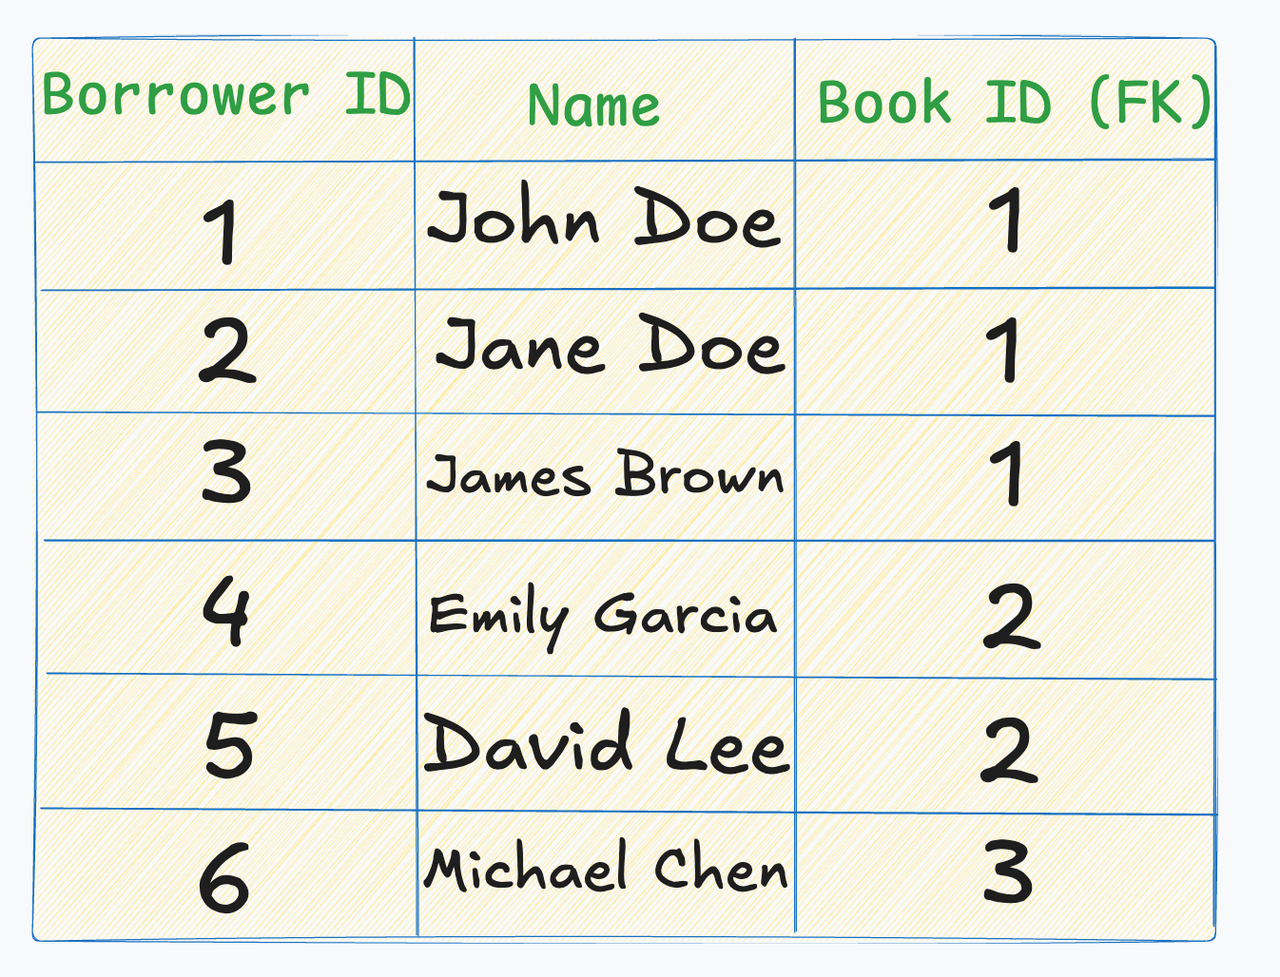 Borrower ID Name Book ID (FK)
1 John Doe 1
2 Jane Doe 1
3 James Brown 1
4 Emily Garcia 2
5 David Lee 2
6 Michael Chen 3